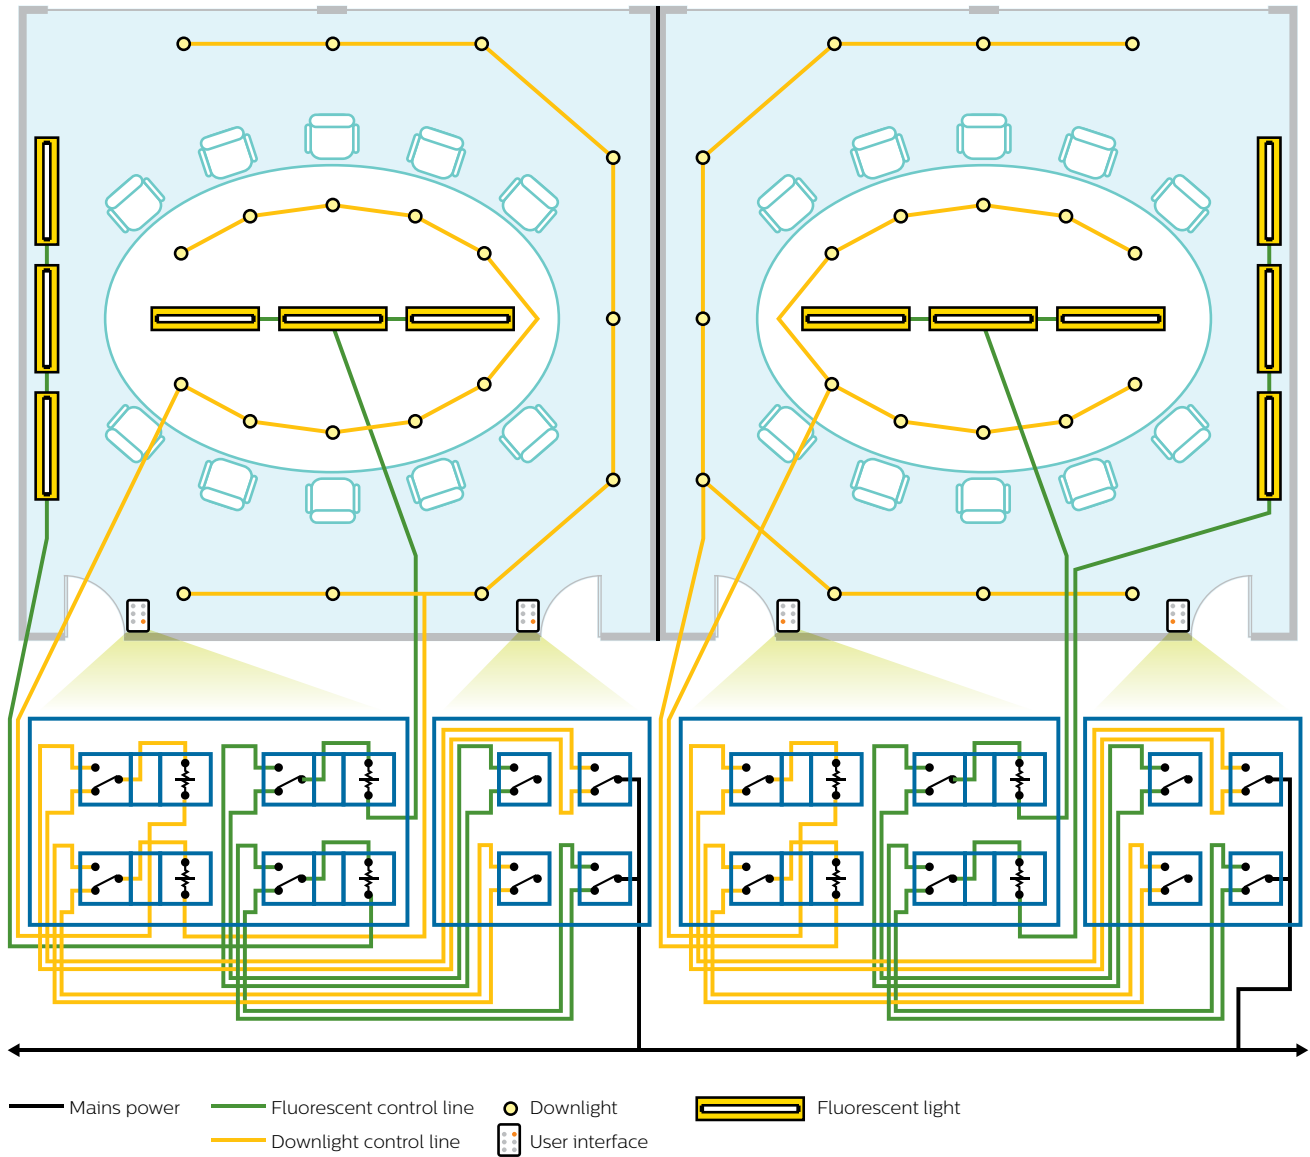 Mains power
Fluorescent control line
Downlight
Fluorescent light
Downlight control line
User interface